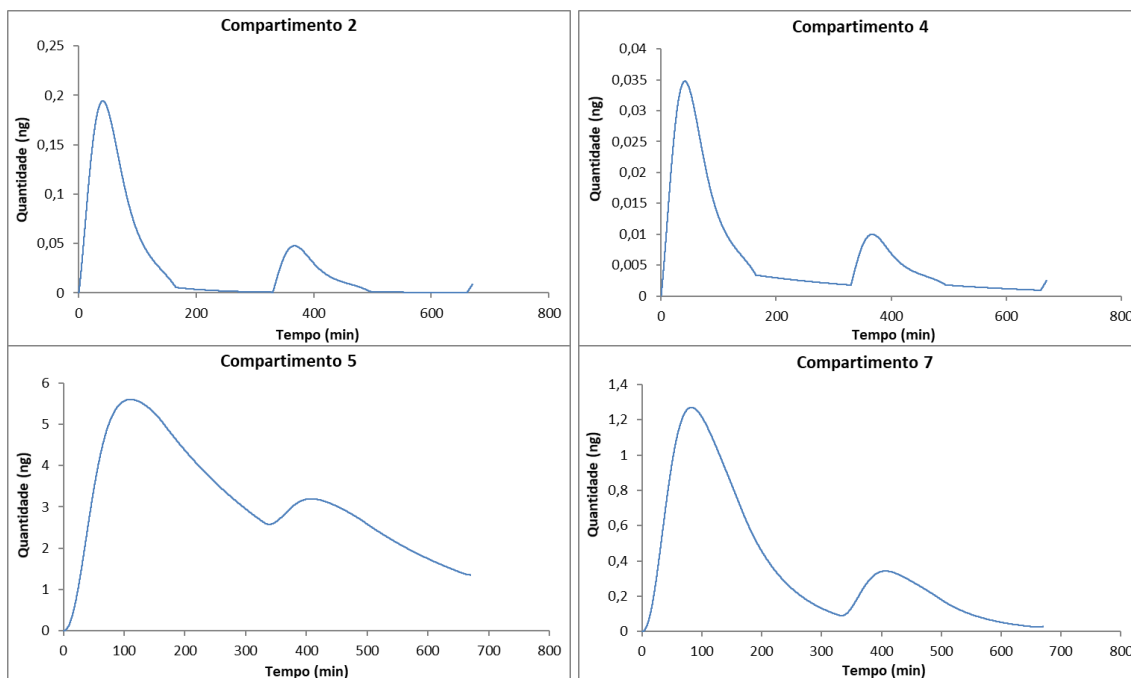 Compartimento 2
0,25
0,2
0,15
0,1
0,05
0
Quantidade (ng)
0 200 400 600 800
Tempo (min)
Compartimento 4
0,04
0,035
0,03
0,025
0,02
0,015
0,01
0,005
0
Quantidade (ng)
0 200 400 600 800
Tempo (min)
Compartimento 5
6
5
4
3
2
1
0
Quantidade (ng)
0 100 200 300 400 500 600 700 800
Tempo (min)
Compartimento 7
1,4
1,2
1
0,8
0,6
0,4
0,2
0
Quantidade (ng)
0 100 200 300 400 500 600 700 800
Tempo (min)